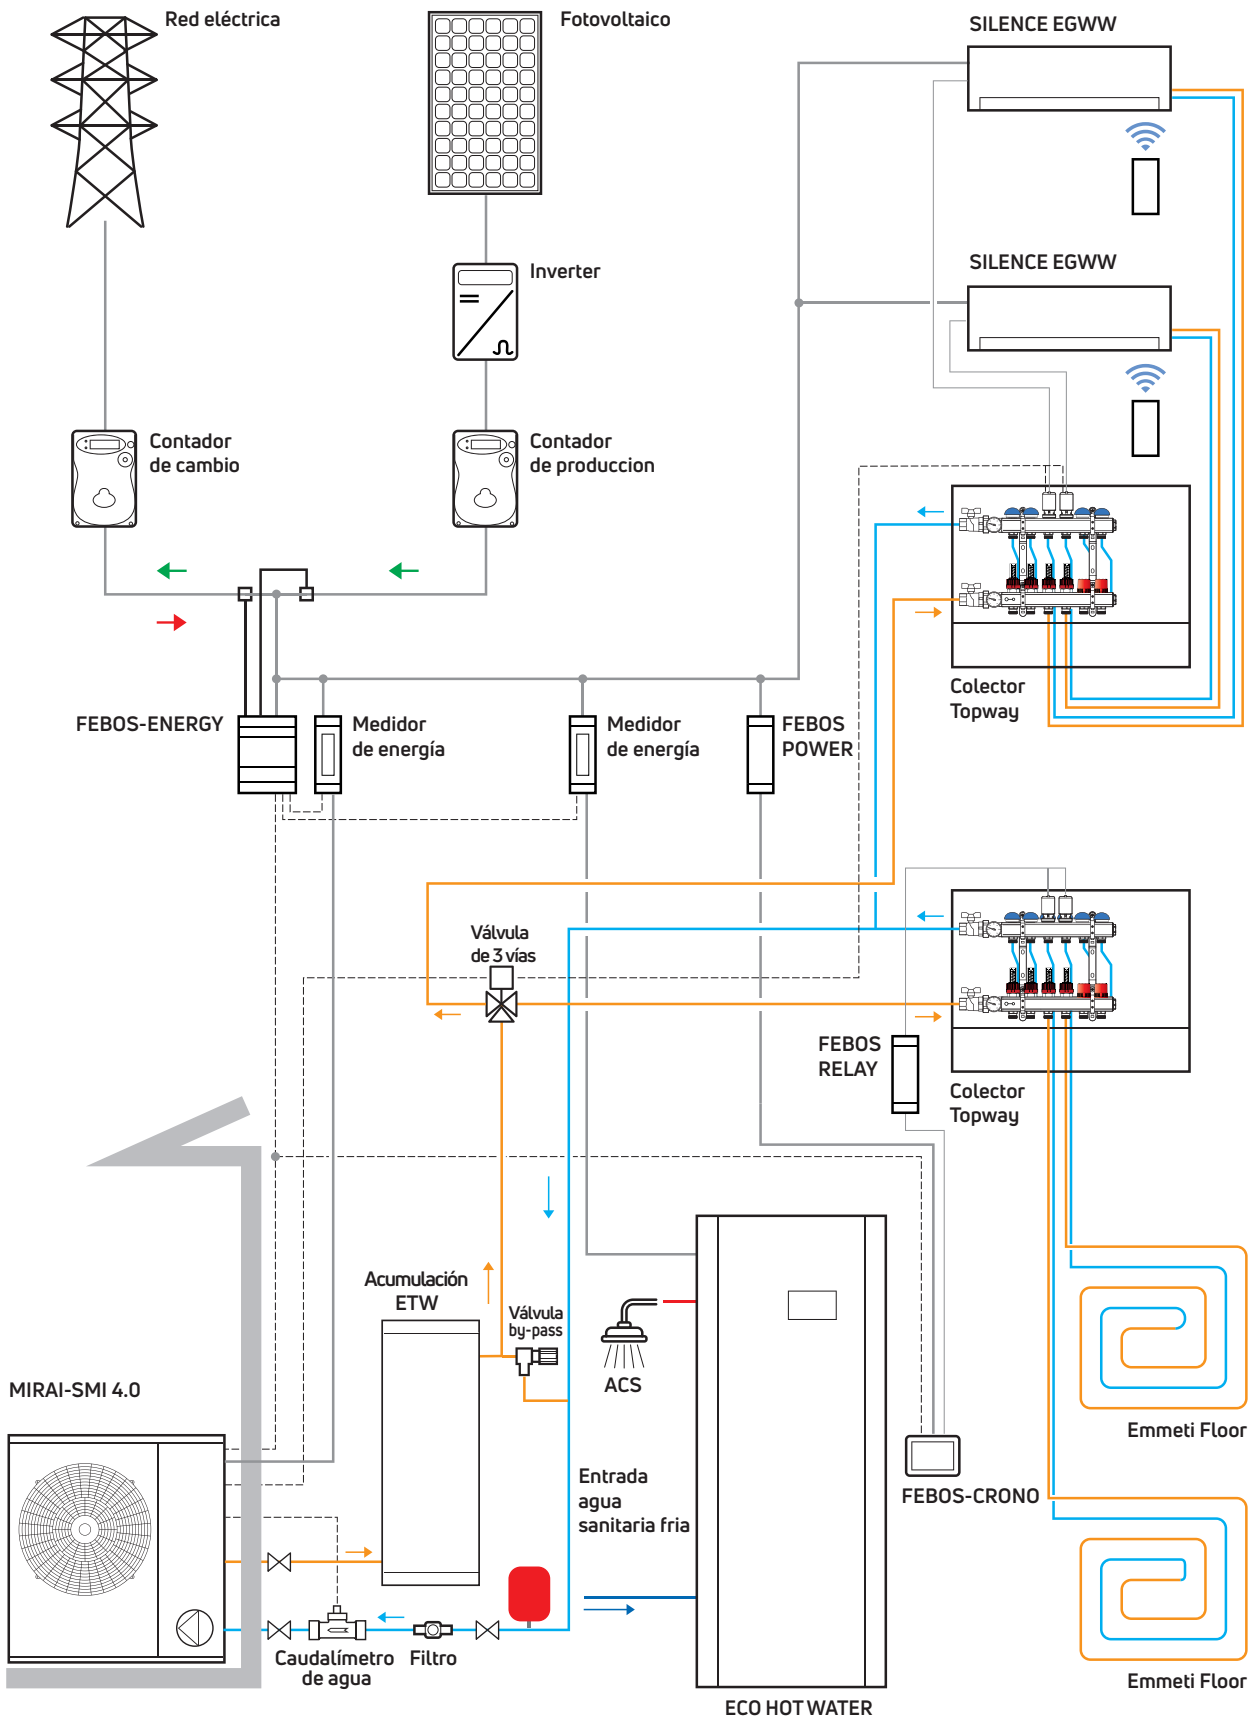 Red eléctrica
Fotovoltaico
SILENCE EGWW
Inverter
SILENCE EGWW
Contador
de cambio
Contador
de produccion
Colector
Topway
FEBOS-ENERGY
Medidor
de energía
Medidor
de energía
FEBOS
POWER
Válvula
de 3 vías
FEBOS
RELAY
Colector
Topway
Acumulación
ETW
Válvula
by-pass
ACS
MIRAI-SMI 4.0
Emmeti Floor
Entrada
agua
sanitaria fria
FEBOS-CRONO
Caudalímetro
de agua
Filtro
ECO HOT WATER
Emmeti Floor